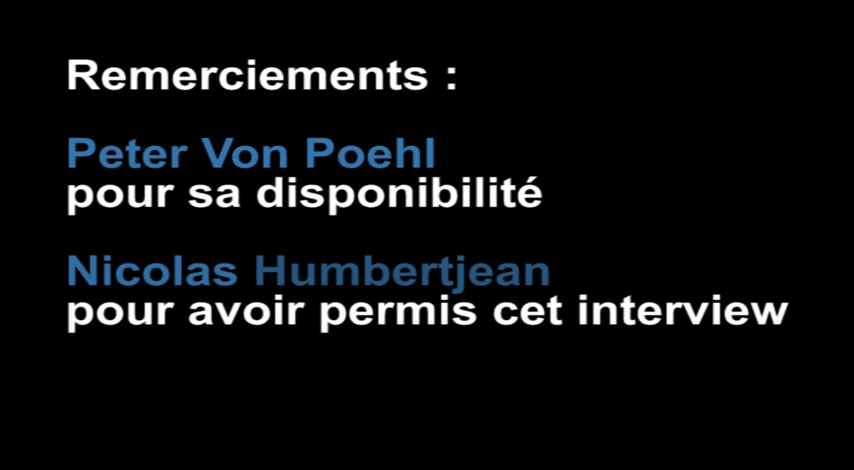 Remerciements :
Peter Von Poehl
pour sa disponibilité
Nicolas Humbertjean
pour avoir permis cet interview